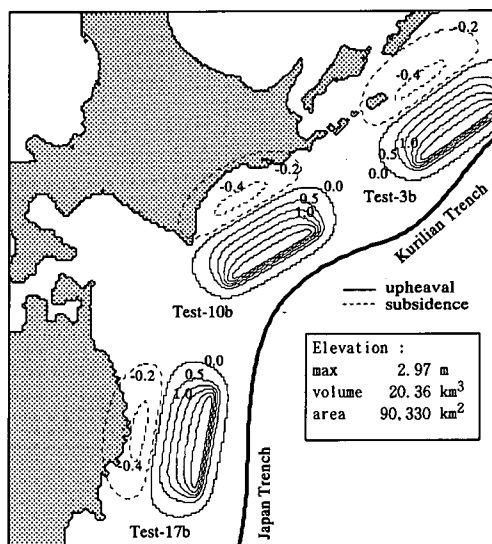 -0.2
-0.4
1.0
0.5
0.0
Test-3b
-0.2
-0.4
0.0
0.5
1.0
Test-10b
Kurilian Trench
upheaval
subsidence
Elevation :
max 2.97 m
volume 20.36 km³
area 90,330 km²
0.0
-0.2
0.5
1.0
-0.4
Test-17b
Japan Trench